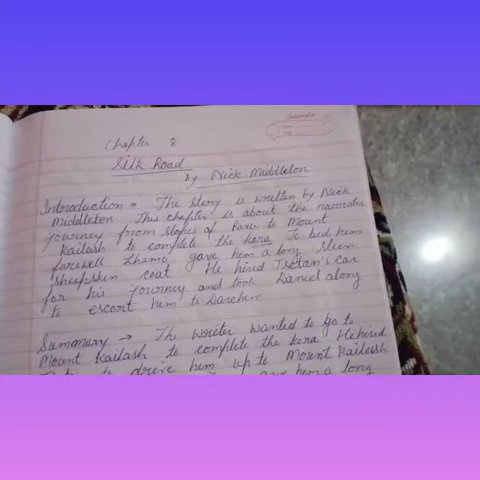 Chapter 8
Silk Road
By Nick Middleton
Introduction → The story is written by Nick
Middleton This chapter is about the narrator
journey from slopes of Ravu to Mount
Kailash to complete the kora To bid him
farewell Lhamo gave him a long sleeved
sheepskin coat He hired Tsetan's car
for his journey and took Daniel along
to escort him to Darchen
Summary → The writer wanted to go to
Mount Kailash to complete the kora He hired
to drive him up to Mount Kailash
gave him a long